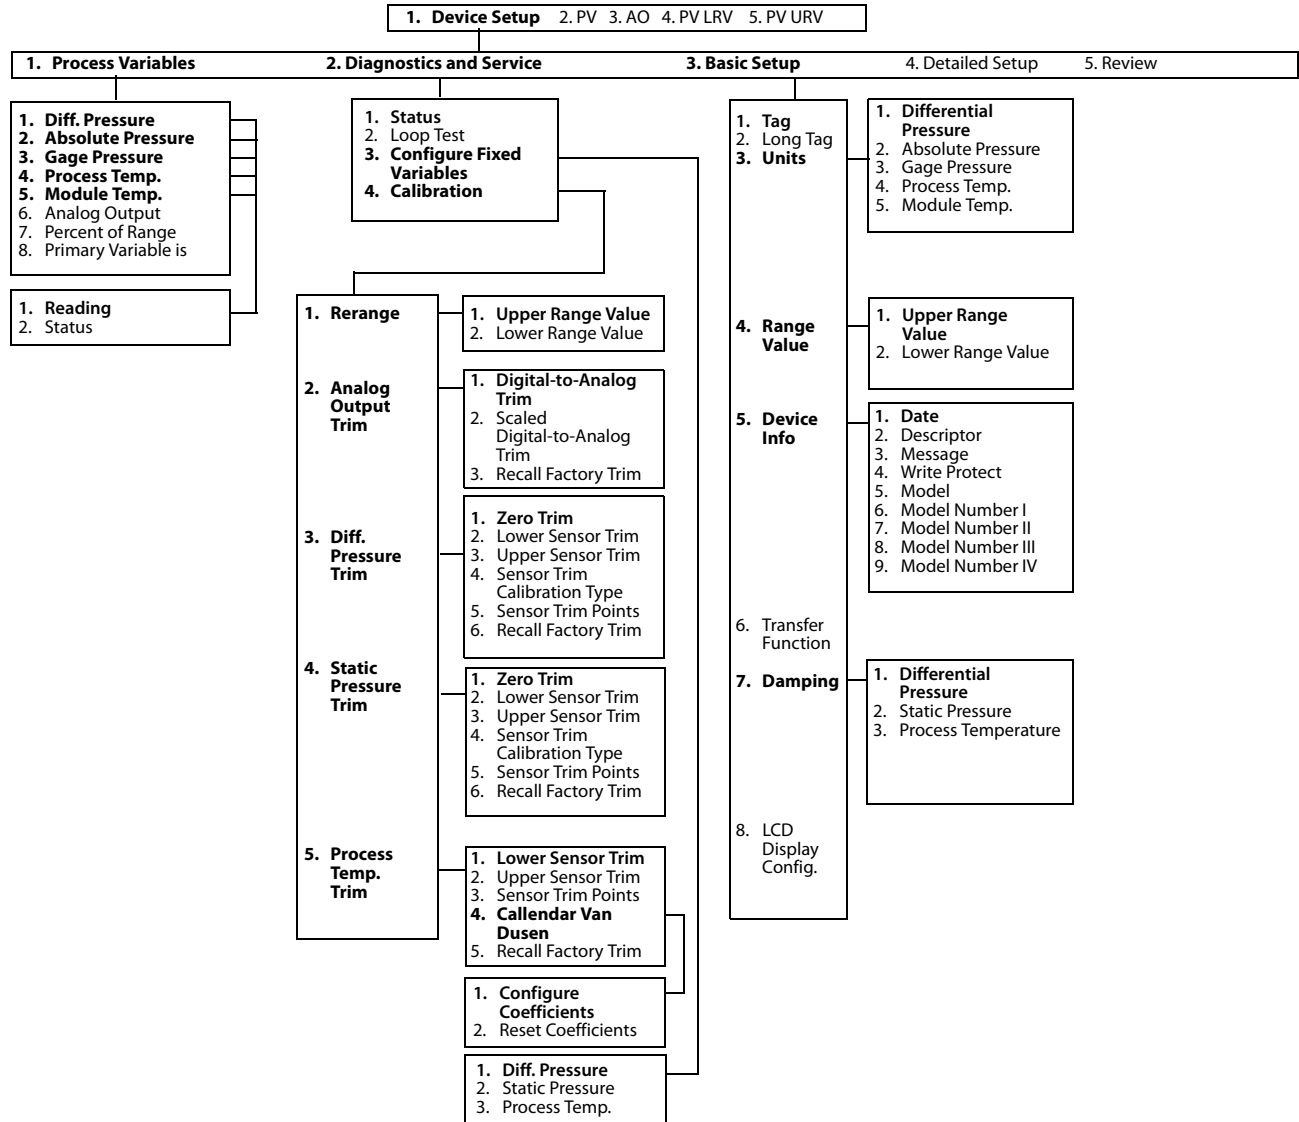 1. Device Setup 2. PV 3. AO 4. PV LRV 5. PV URV
1. Process Variables 2. Diagnostics and Service 3. Basic Setup 4. Detailed Setup 5. Review
1. Diff. Pressure
2. Absolute Pressure
3. Gage Pressure
4. Process Temp.
5. Module Temp.
6. Analog Output
7. Percent of Range
8. Primary Variable is
1. Reading
2. Status
1. Status
2. Loop Test
3. Configure Fixed
Variables
4. Calibration
1. Rerange
2. Analog
Output
Trim
3. Diff.
Pressure
Trim
4. Static
Pressure
Trim
5. Process
Temp.
Trim
1. Upper Range Value
2. Lower Range Value
1. Digital-to-Analog
Trim
2. Scaled
Digital-to-Analog
Trim
3. Recall Factory Trim
1. Zero Trim
2. Lower Sensor Trim
3. Upper Sensor Trim
4. Sensor Trim
Calibration Type
5. Sensor Trim Points
6. Recall Factory Trim
1. Zero Trim
2. Lower Sensor Trim
3. Upper Sensor Trim
4. Sensor Trim
Calibration Type
5. Sensor Trim Points
6. Recall Factory Trim
1. Lower Sensor Trim
2. Upper Sensor Trim
3. Sensor Trim Points
4. Callendar Van
Dusen
5. Recall Factory Trim
1. Configure
Coefficients
2. Reset Coefficients
1. Diff. Pressure
2. Static Pressure
3. Process Temp.
1. Tag
2. Long Tag
3. Units
4. Range
Value
5. Device
Info
6. Transfer
Function
7. Damping
8. LCD
Display
Config.
1. Differential
Pressure
2. Absolute Pressure
3. Gage Pressure
4. Process Temp.
5. Module Temp.
1. Upper Range
Value
2. Lower Range Value
1. Date
2. Descriptor
3. Message
4. Write Protect
5. Model
6. Model Number I
7. Model Number II
8. Model Number III
9. Model Number IV
1. Differential
Pressure
2. Static Pressure
3. Process Temperature